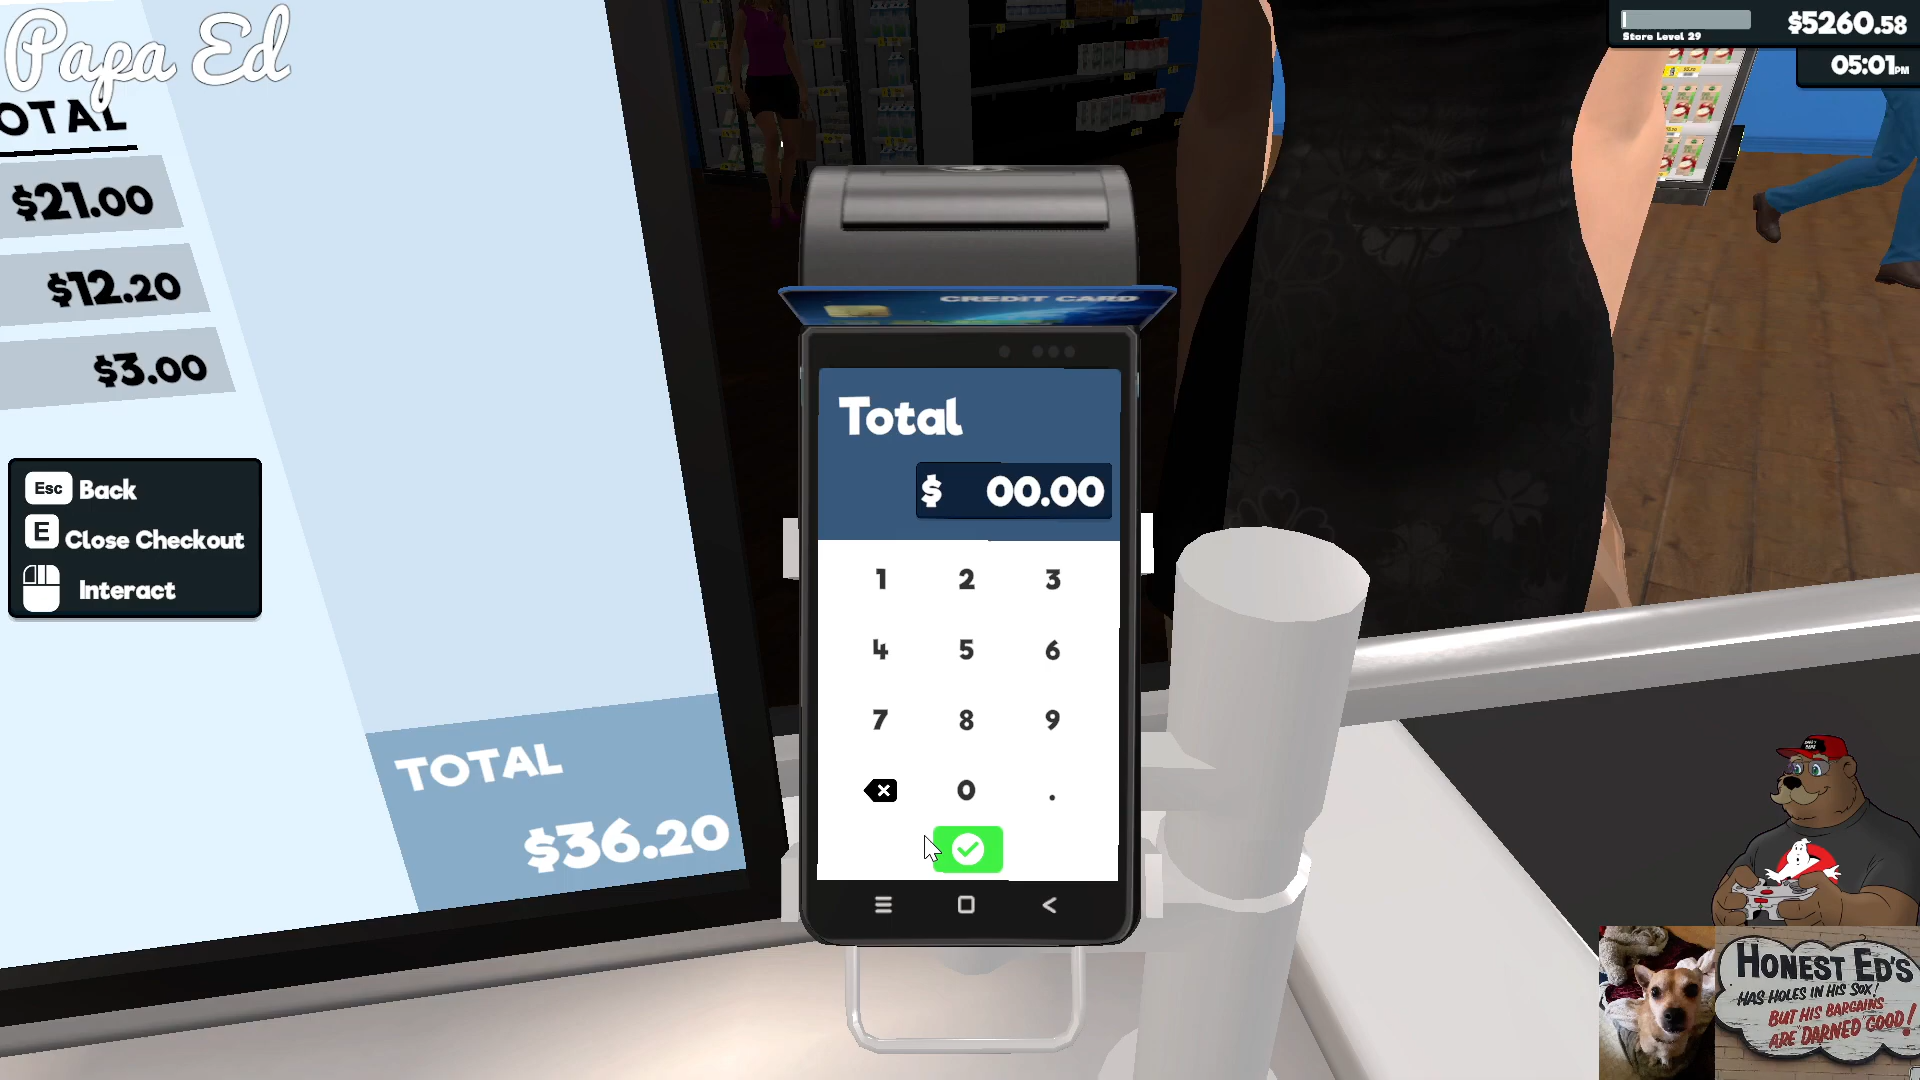 Papa Ed
OTAL
$21.00
$12.20
$3.00
Esc Back
E Close Checkout
Interact
TOTAL
$36.20
CREDIT CARD
Total
$ 00.00
1 2 3
4 5 6
7 8 9
0 .
Store Level 29
$5260.58
05:01PM
HONEST ED'S
HAS HOLES IN HIS SOX!
BUT HIS BARGAINS
ARE DARNED GOOD!